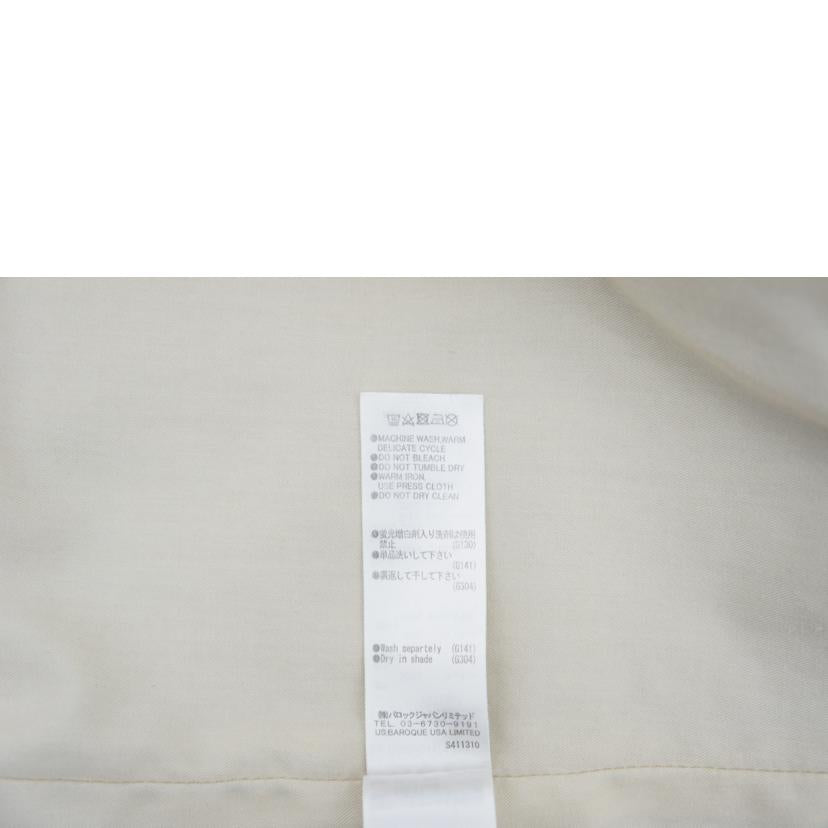 ●MACHINE WASH,WARM
DELICATE CYCLE
●DO NOT BLEACH
●DO NOT TUMBLE DRY
●WARM IRON,
USE PRESS CLOTH
●DO NOT DRY CLEAN
●蛍光増白剤入り洗剤は使用
禁止 (G130)
●単品洗いして下さい
(G141)
●裏返して干して下さい
(G304)
●Wash separtely (G141)
●Dry in shade (G304)
㈱バロックジャパンリミテッド
TEL. 03-6730-9191
US:BAROQUE USA LIMITED
S411310